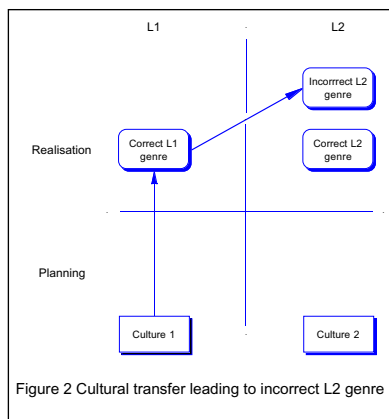 L1 L2
Incorrrect L2
genre
Realisation
Correct L1
genre
Correct L2
genre
Planning
Culture 1
Culture 2
Figure 2 Cultural transfer leading to incorrect L2 genre